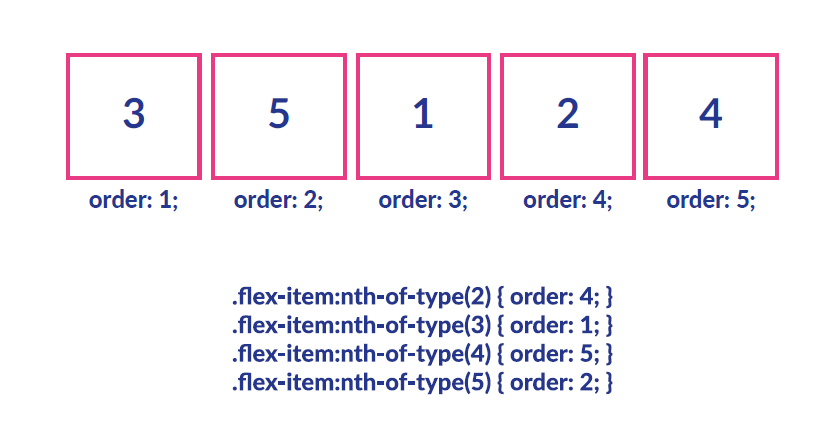 3 5 1 2 4
order: 1; order: 2; order: 3; order: 4; order: 5;
.flex-item:nth-of-type(2) { order: 4; }
.flex-item:nth-of-type(3) { order: 1; }
.flex-item:nth-of-type(4) { order: 5; }
.flex-item:nth-of-type(5) { order: 2; }